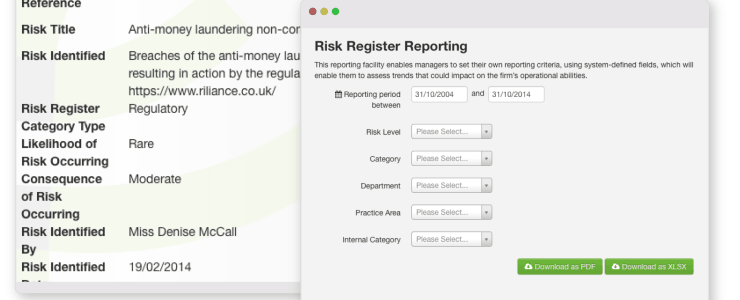 Reference
Risk Title Anti-money laundering non-cor
Risk Identified Breaches of the anti-money lau
resulting in action by the regula
https://www.riliance.co.uk/
Risk Register Regulatory
Category Type
Likelihood of Rare
Risk Occurring
Consequence Moderate
of Risk
Occurring
Risk Identified Miss Denise McCall
By
Risk Identified 19/02/2014
Risk Register Reporting
This reporting facility enables managers to set their own reporting criteria, using system-defined fields, which will
enable them to assess trends that could impact on the firm's operational abilities.
Reporting period 31/10/2004 and 31/10/2014
between
Risk Level Please Select...
Category Please Select...
Department Please Select...
Practice Area Please Select...
Internal Category Please Select...
Download as PDF Download as XLSX